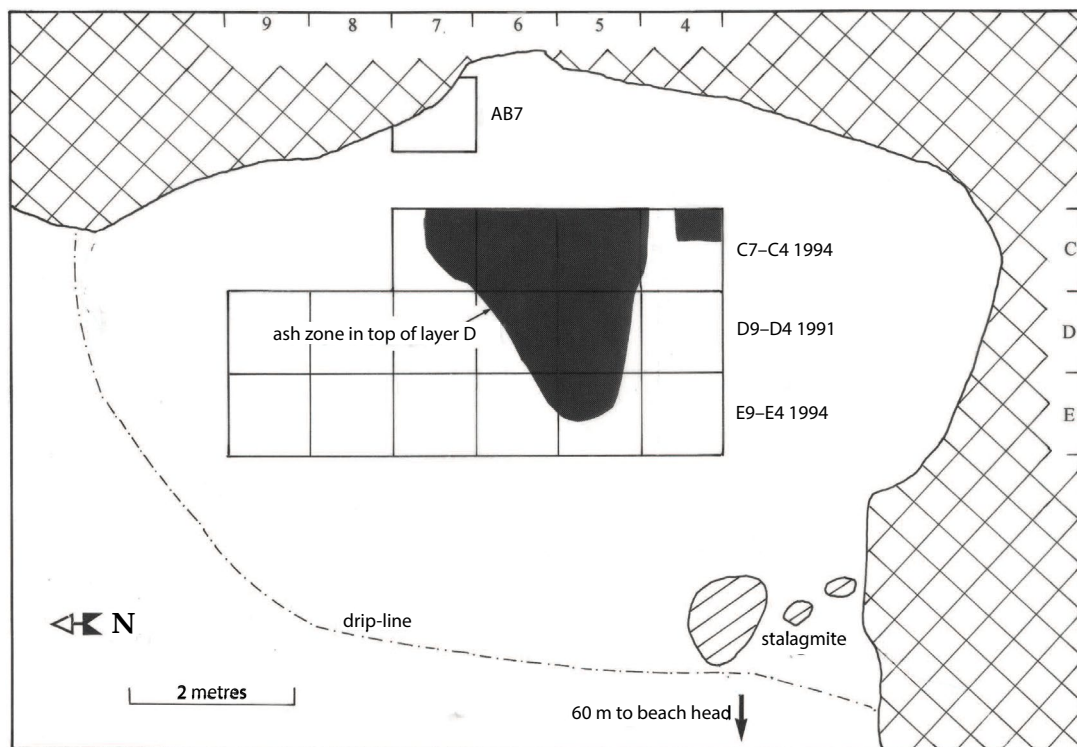 9 8 7 6 5 4
AB7
C
C7–C4 1994
D
ash zone in top of layer D
D9–D4 1991
E
E9–E4 1994
N
drip-line
stalagmite
2 metres
60 m to beach head